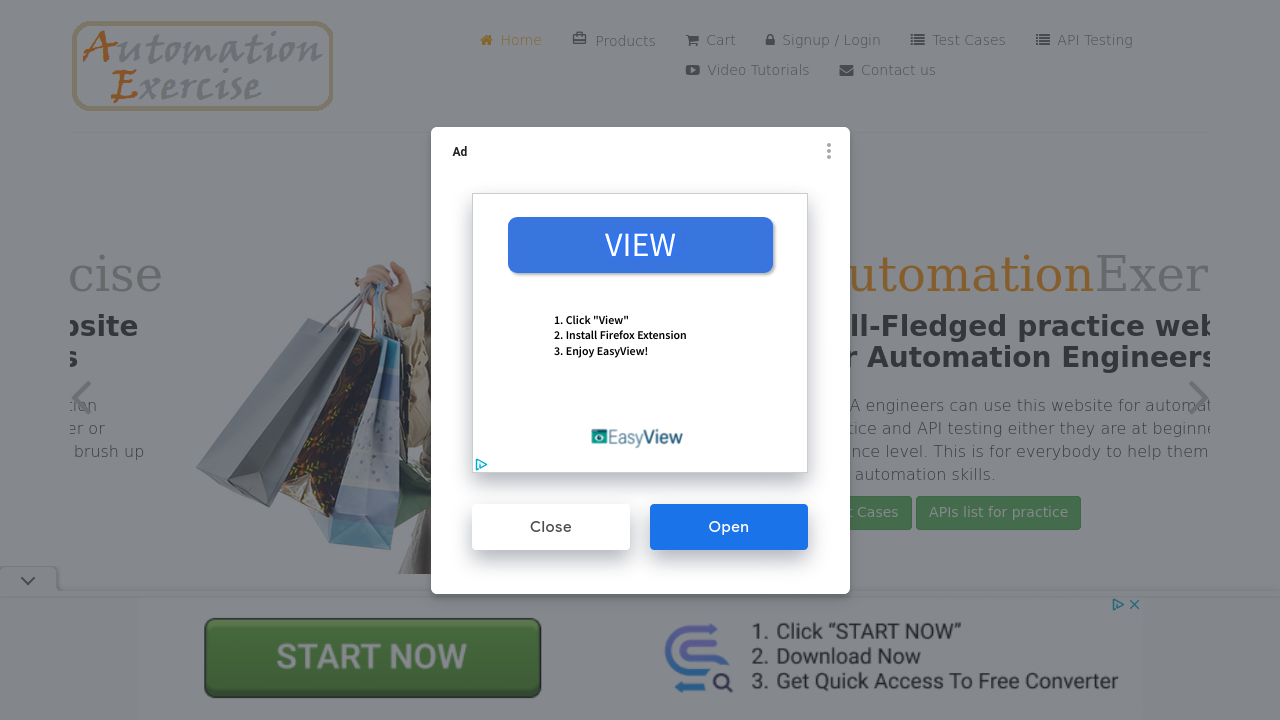 Automation
Exercise
Home
Products
Cart
Signup / Login
Test Cases
API Testing
Video Tutorials
Contact us
Ad
VIEW
1. Click "View"
2. Install Firefox Extension
3. Enjoy EasyView!
EasyView
Close
Open
cise
utomationExer
ll-Fledged practice web
Automation Engineers
A engineers can use this website for automat
tice and API testing either they are at beginne
nce level. This is for everybody to help them
automation skills.
Cases
APIs list for practice
er or
brush up
START NOW
1. Click “START NOW”
2. Download Now
3. Get Quick Access To Free Converter